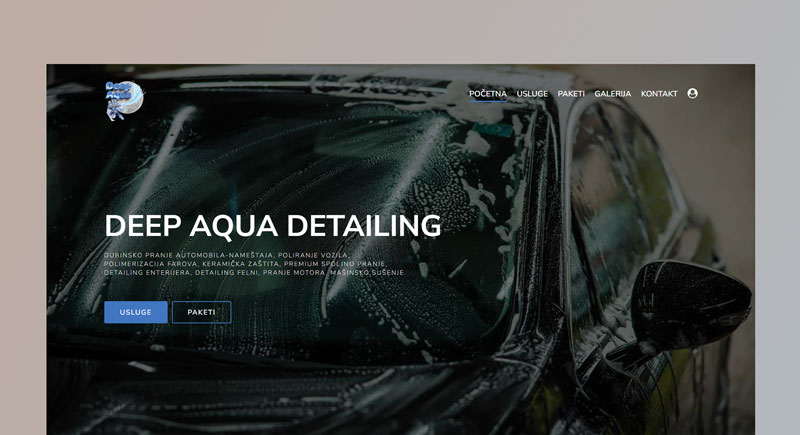 POČETNA USLUGE PAKETI GALERIJA KONTAKT
DEEP AQUA DETAILING
DUBINSKO PRANJE AUTOMOBILA-NAMEŠTAJA, POLIRANJE VOZILA,
POLIMERIZACIJA FAROVA, KERAMIČKA ZAŠTITA, PREMIUM SPOLJNO PRANJE,
DETAILING ENTERIJERA, DETAILING FELNI, PRANJE MOTORA, MAŠINSKO SUŠENJE.
USLUGE PAKETI